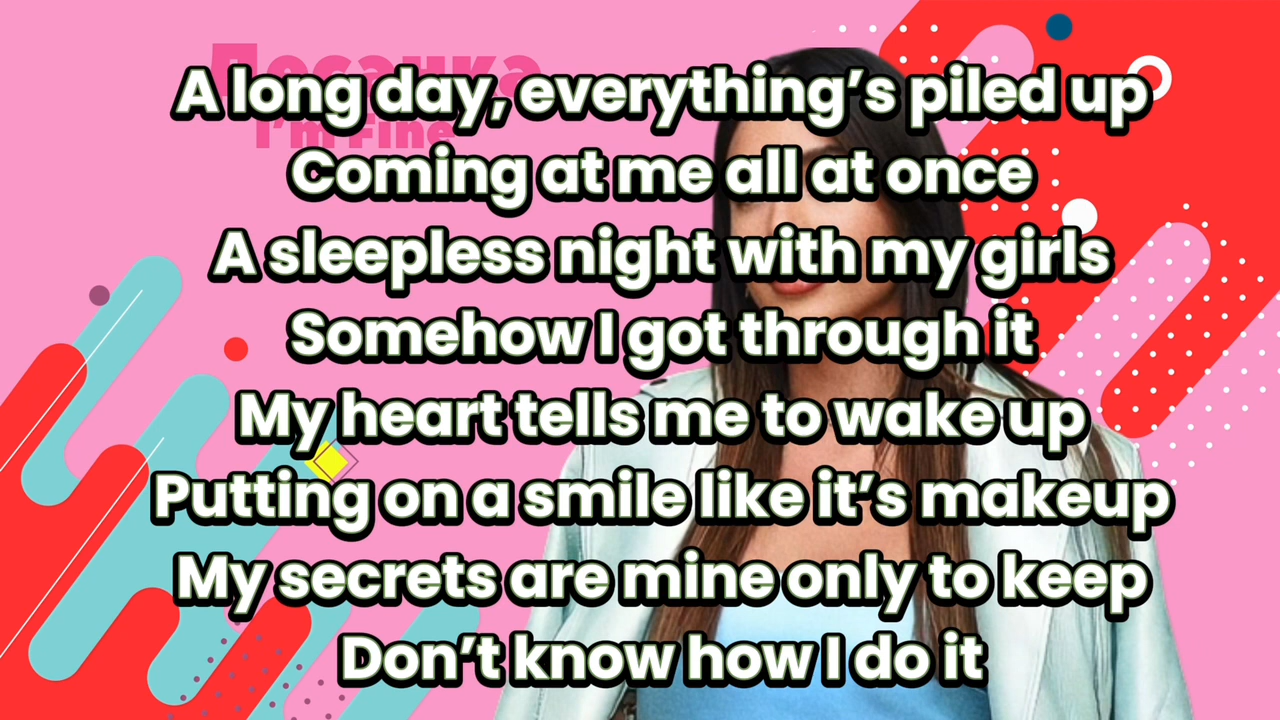 I'm Fine
A long day, everything’s piled up
Coming at me all at once
A sleepless night with my girls
Somehow I got through it
My heart tells me to wake up
Putting on a smile like it’s makeup
My secrets are mine only to keep
Don’t know how I do it